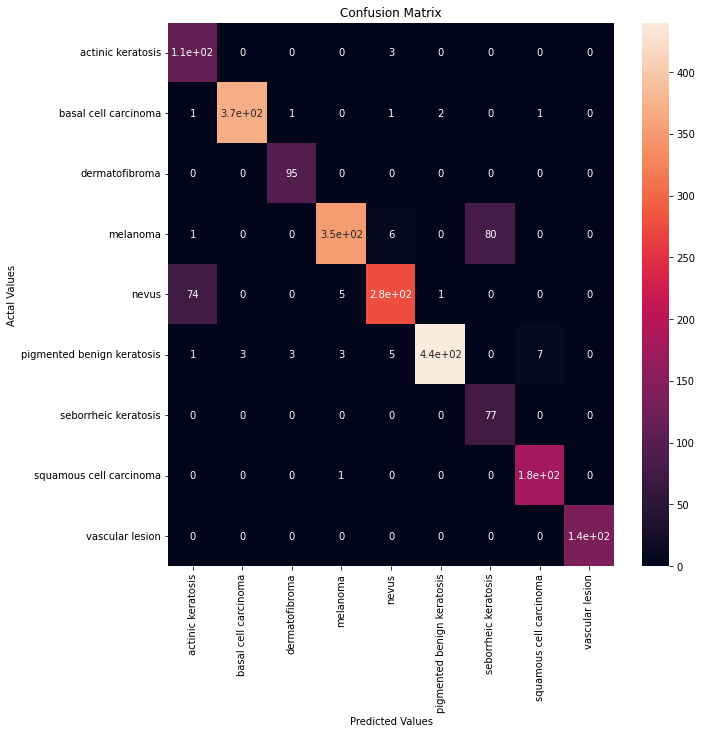 Confusion Matrix
actinic keratosis 1.1e+02 0 0 0 3 0 0 0 0
basal cell carcinoma 1 3.7e+02 1 0 1 2 0 1 0
dermatofibroma 0 0 95 0 0 0 0 0 0
melanoma 1 0 0 3.5e+02 6 0 80 0 0
nevus 74 0 0 5 2.8e+02 1 0 0 0
pigmented benign keratosis 1 3 3 3 5 4.4e+02 0 7 0
seborrheic keratosis 0 0 0 0 0 0 77 0 0
squamous cell carcinoma 0 0 0 1 0 0 0 1.8e+02 0
vascular lesion 0 0 0 0 0 0 0 0 1.4e+02
Actal Values
actinic keratosis
basal cell carcinoma
dermatofibroma
melanoma
nevus
pigmented benign keratosis
seborrheic keratosis
squamous cell carcinoma
vascular lesion
Predicted Values
400
350
300
250
200
150
100
50
0